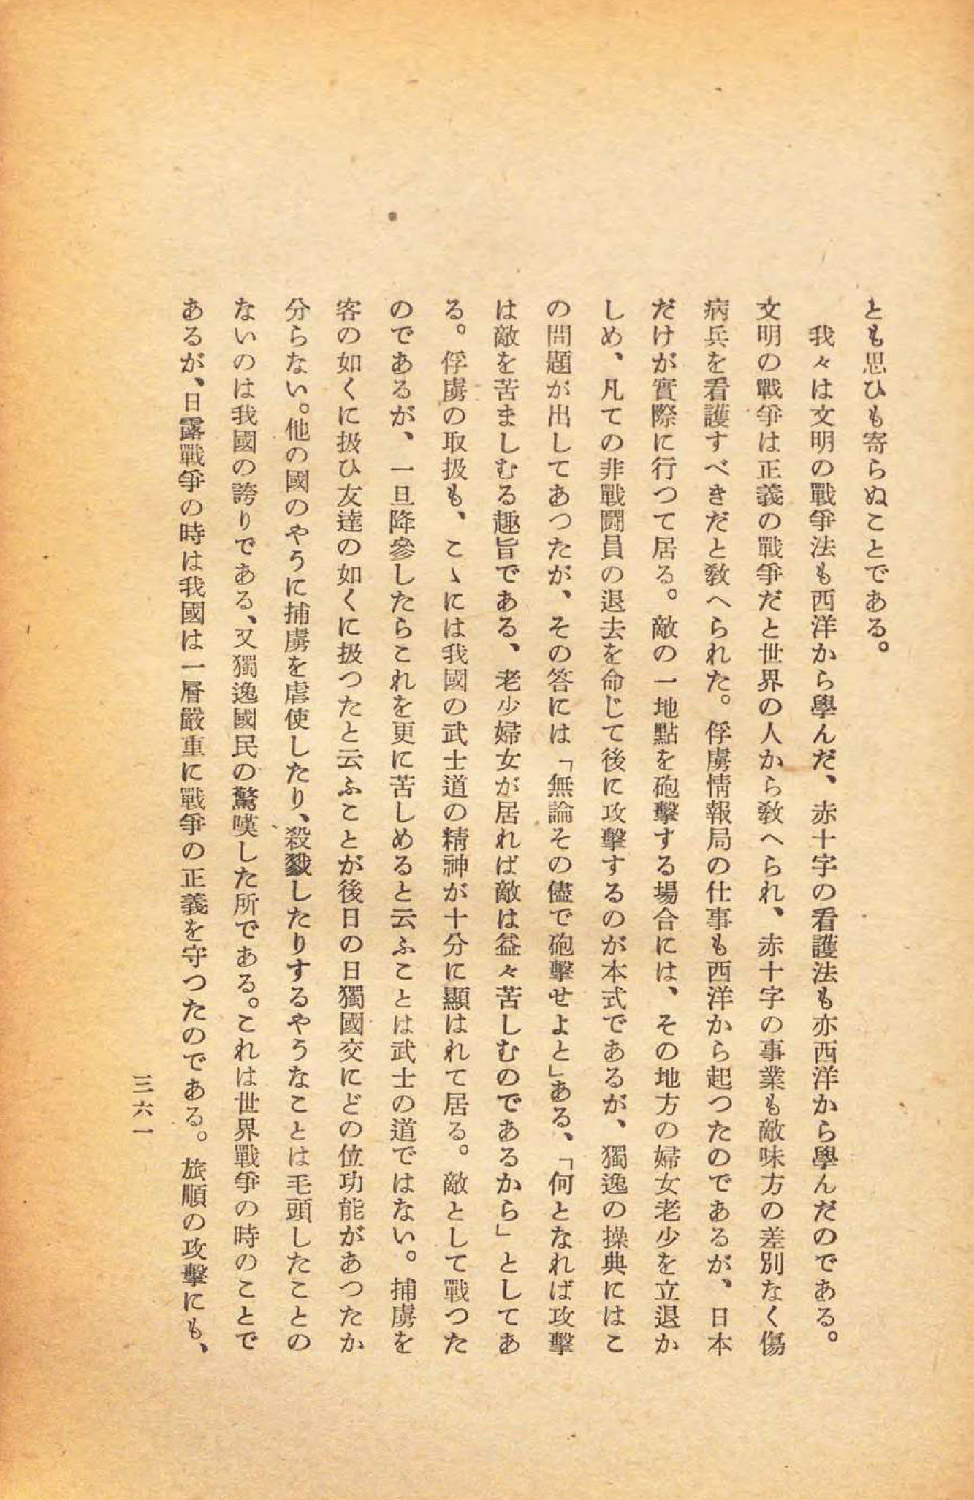 とも思ひも寄らぬことである。
我々は文明の戰爭法も西洋から學んだ、赤十字の看護法も亦西洋から學んだのである。
文明の戰爭は正義の戰爭だと世界の人から敎へられ、赤十字の事業も敵味方の差別なく傷
病兵を看護すべきだと敎へられた。俘虜情報局の仕事も西洋から起つたのであるが、日本
だけが實際に行つて居る。敵の一地點を砲擊する場合には、その地方の婦女老少を立退か
しめ、凡ての非戰鬪員の退去を命じて後に攻擊するのが本式であるが、獨逸の操典にはこ
の問題が出してあつたが、その答には「無論その儘で砲擊せよと」ある、「何となれば攻擊
は敵を苦ましむる趣旨である、老少婦女が居れば敵は益々苦しむのであるから」としてあ
る。俘虜の取扱も、こゝには我國の武士道の精神が十分に顯はれて居る。敵として戰つた
のであるが、一旦降參したらこれを更に苦しめると云ふことは武士の道ではない。捕虜を
客の如くに扱ひ友達の如くに扱つたと云ふことが後日の日獨國交にどの位功能があつたか
分らない。他の國のやうに捕虜を虐使したり、殺戮したりするやうなことは毛頭したことの
ないのは我國の誇りである、又獨逸國民の驚嘆した所である。これは世界戰爭の時のことで
あるが、日露戰爭の時は我國は一層嚴重に戰爭の正義を守つたのである。旅順の攻擊にも、
三六一